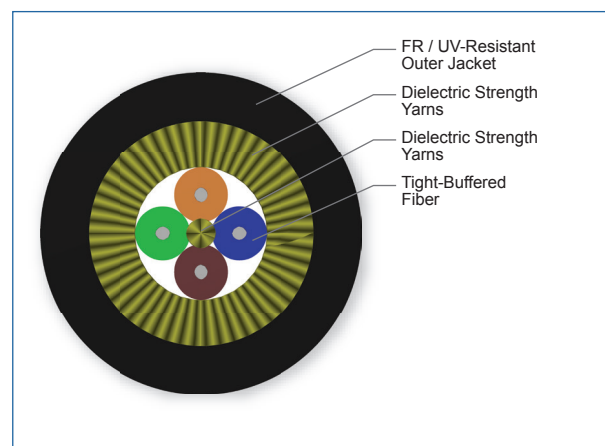 FR / UV-Resistant
Outer Jacket
Dielectric Strength
Yarns
Dielectric Strength
Yarns
Tight-Buffered
Fiber